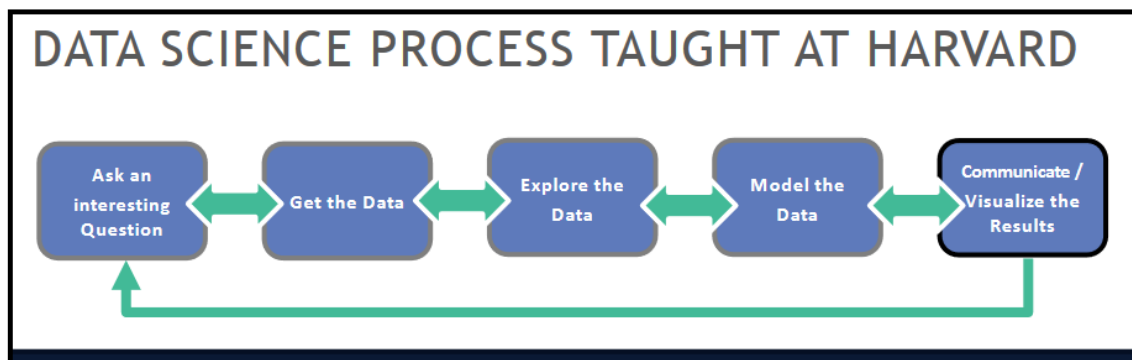 DATA SCIENCE PROCESS TAUGHT AT HARVARD
Ask an
interesting
Question
Get the Data
Explore the
Data
Model the
Data
Communicate /
Visualize the
Results